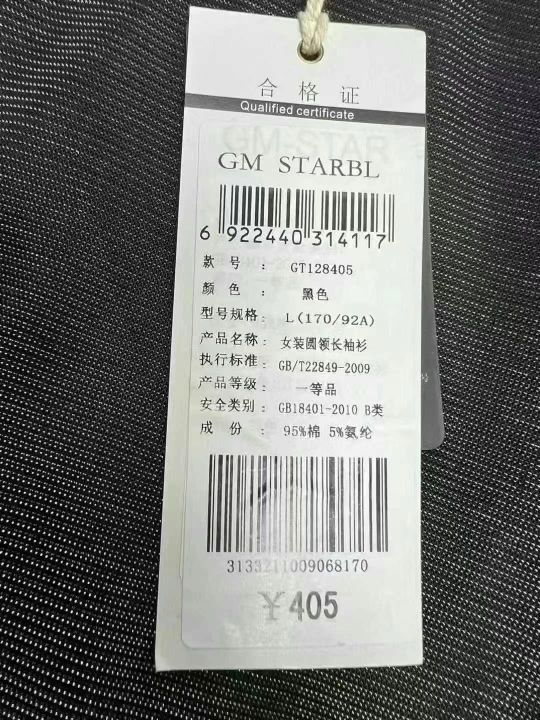 合格证
Qualified certificate
GM STARBL
6 922440 314117
款号：GT128405
颜色：黑色
型号规格：L(170/92A)
产品名称：女装圆领长袖衫
执行标准：GB/T22849-2009
产品等级：一等品
安全类别：GB18401-2010 B类
成份：95%棉 5%氨纶
3133211009068170
￥405